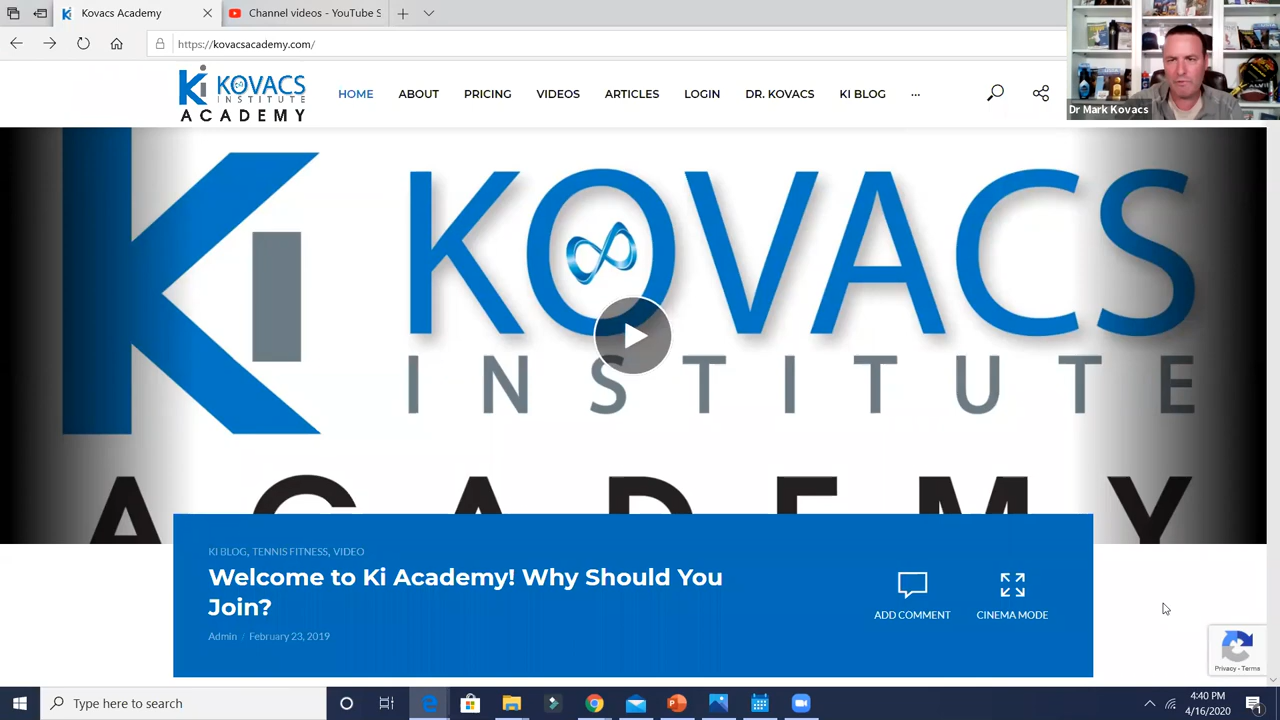 Kovacs Academy
Channel videos - YouTube S
https://kovacsacademy.com/
Dr Mark Kovacs
Ki KOVACS
INSTITUTE
ACADEMY
HOME
ABOUT
PRICING
VIDEOS
ARTICLES
LOGIN
DR. KOVACS
KI BLOG
...
Ki KOVACS
INSTITUTE
ACADEMY
KI BLOG, TENNIS FITNESS, VIDEO
Welcome to Ki Academy! Why Should You
Join?
Admin / February 23, 2019
ADD COMMENT
CINEMA MODE
Privacy - Terms
Type here to search
4:40 PM
4/16/2020
1